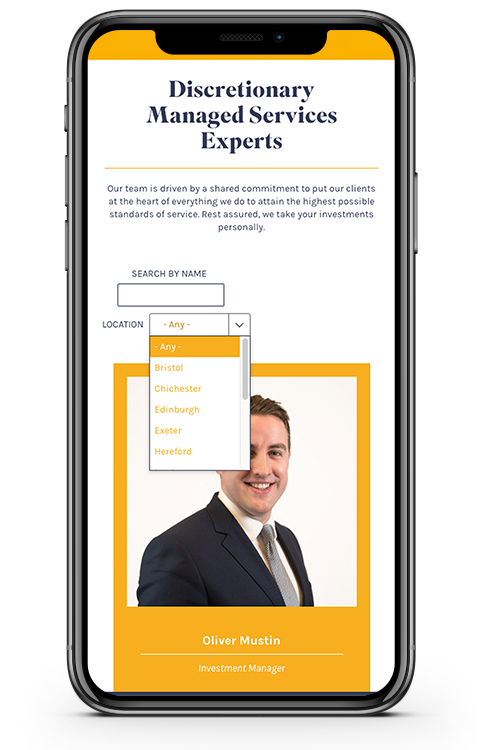 Discretionary
Managed Services
Experts
Our team is driven by a shared commitment to put our clients
at the heart of everything we do to attain the highest possible
standards of service. Rest assured, we take your investments
personally.
SEARCH BY NAME
LOCATION - Any -
- Any -
Bristol
Chichester
Edinburgh
Exeter
Hereford
Oliver Mustin
Investment Manager